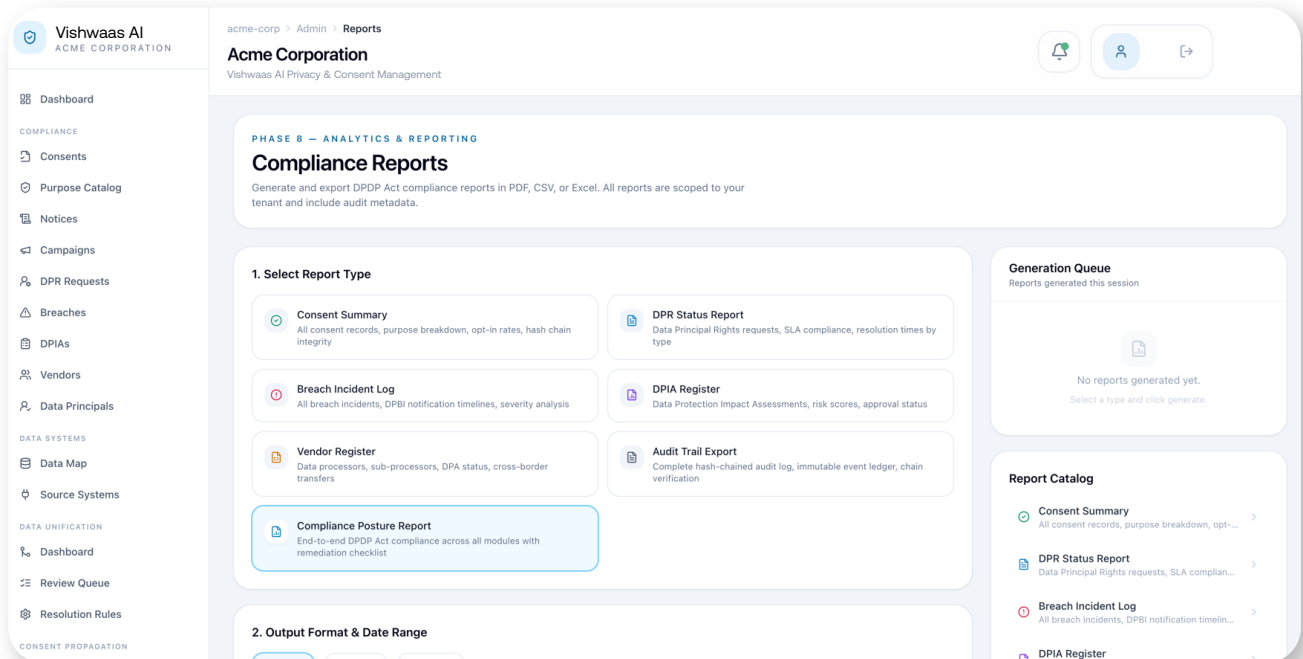 Vishwaas AI
ACME CORPORATION
Dashboard
COMPLIANCE
Consents
Purpose Catalog
Notices
Campaigns
DPR Requests
Breaches
DPIAs
Vendors
Data Principals
DATA SYSTEMS
Data Map
Source Systems
DATA UNIFICATION
Dashboard
Review Queue
Resolution Rules
CONSENT PROPAGATION
acme-corp > Admin > Reports
Acme Corporation
Vishwaas AI Privacy & Consent Management
PHASE 8 — ANALYTICS & REPORTING
Compliance Reports
Generate and export DPDP Act compliance reports in PDF, CSV, or Excel. All reports are scoped to your
tenant and include audit metadata.
1. Select Report Type
Consent Summary
All consent records, purpose breakdown, opt-in rates, hash chain
integrity
DPR Status Report
Data Principal Rights requests, SLA compliance, resolution times by
type
Breach Incident Log
All breach incidents, DPBI notification timelines, severity analysis
DPIA Register
Data Protection Impact Assessments, risk scores, approval status
Vendor Register
Data processors, sub-processors, DPA status, cross-border
transfers
Audit Trail Export
Complete hash-chained audit log, immutable event ledger, chain
verification
Compliance Posture Report
End-to-end DPDP Act compliance across all modules with
remediation checklist
2. Output Format & Date Range
Generation Queue
Reports generated this session
No reports generated yet.
Select a type and click generate.
Report Catalog
Consent Summary
All consent records, purpose breakdown, opt-...
DPR Status Report
Data Principal Rights requests, SLA complian...
Breach Incident Log
All breach incidents, DPBI notification timelin...
DPIA Register